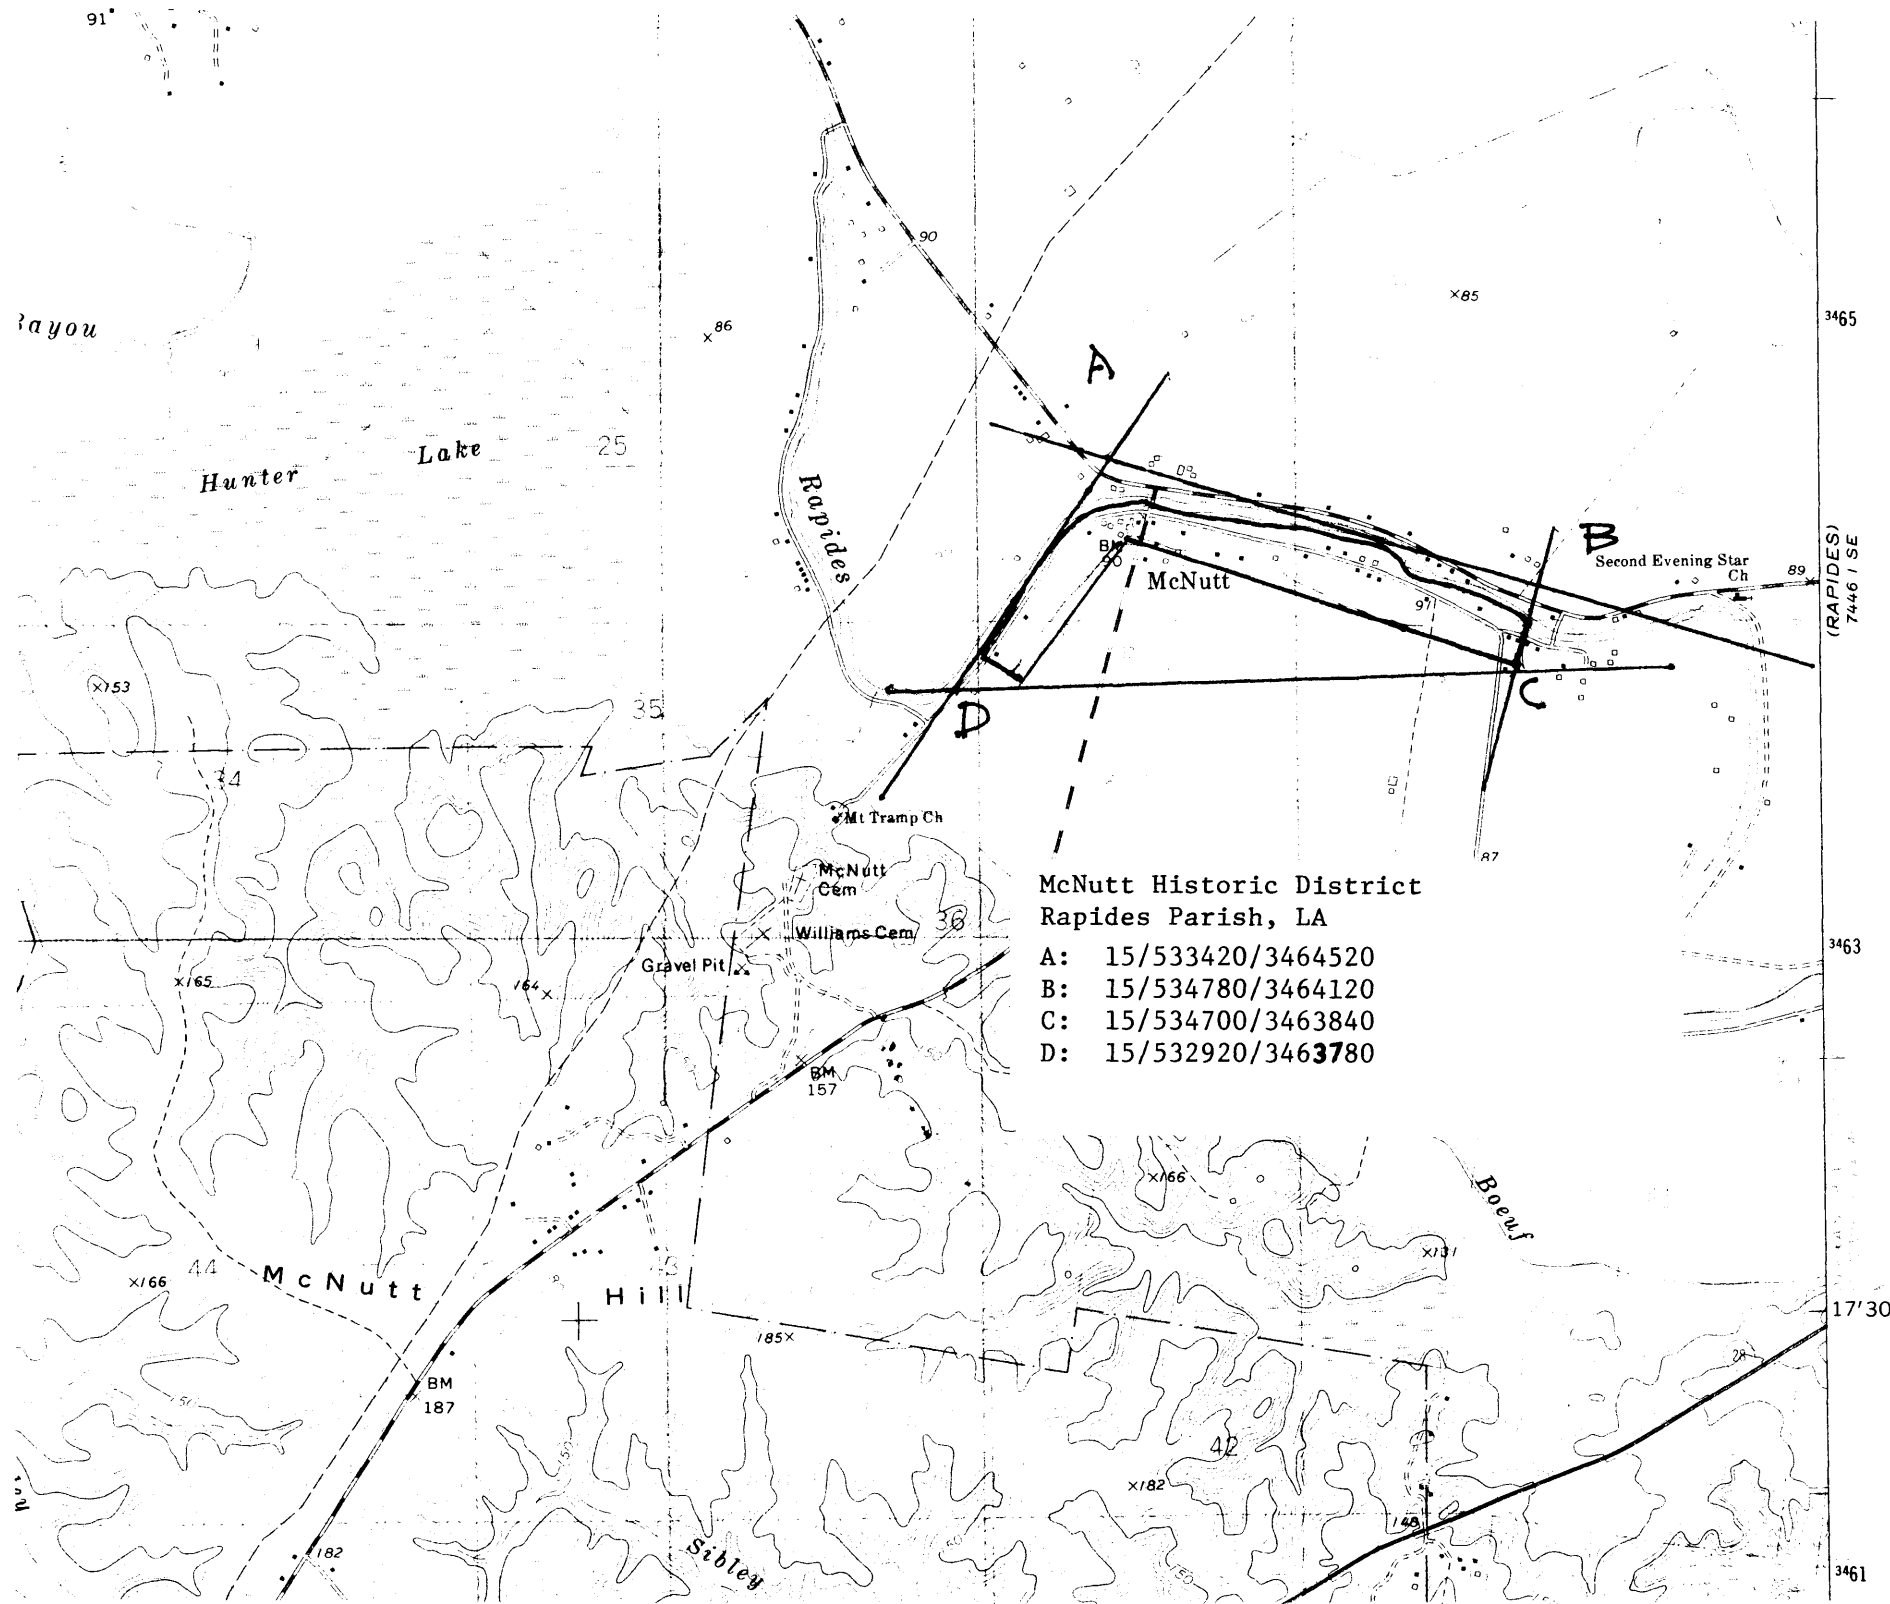 91
90
×85
3465
Bayou
×86
A
Lake
25
Hunter
Rapides
B
Second Evening Star
Ch
89
(RAPIDES)
7446 I SE
BM
90
McNutt
97
×153
35
D
C
34
Mt Tramp Ch
87
McNutt
Cem
McNutt Historic District
36
Rapides Parish, LA
Williams Cem
3463
A: 15/533420/3464520
Gravel Pit
×165
164×
B: 15/534780/3464120
C: 15/534700/3463840
D: 15/532920/3463780
BM
157
×166
Boeuf
×131
×166
44
McNutt
Hill
43
17'30
185×
BM
187
50
42
×182
148
182
Sibley
150
3461